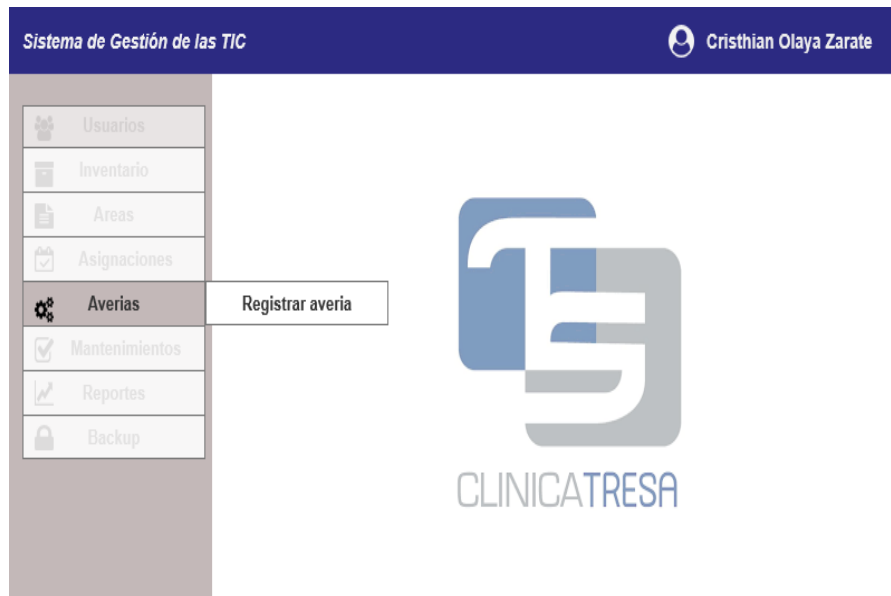 Sistema de Gestión de las TIC
Cristhian Olaya Zarate
Usuarios
Inventario
Areas
Asignaciones
Averias
Registrar averia
Mantenimientos
Reportes
Backup
CLINICATRESA